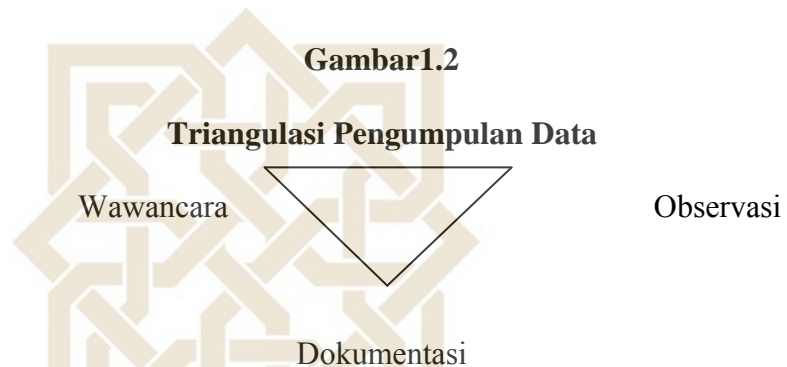 Gambar1.2
Triangulasi Pengumpulan Data
Wawancara Observasi
Dokumentasi